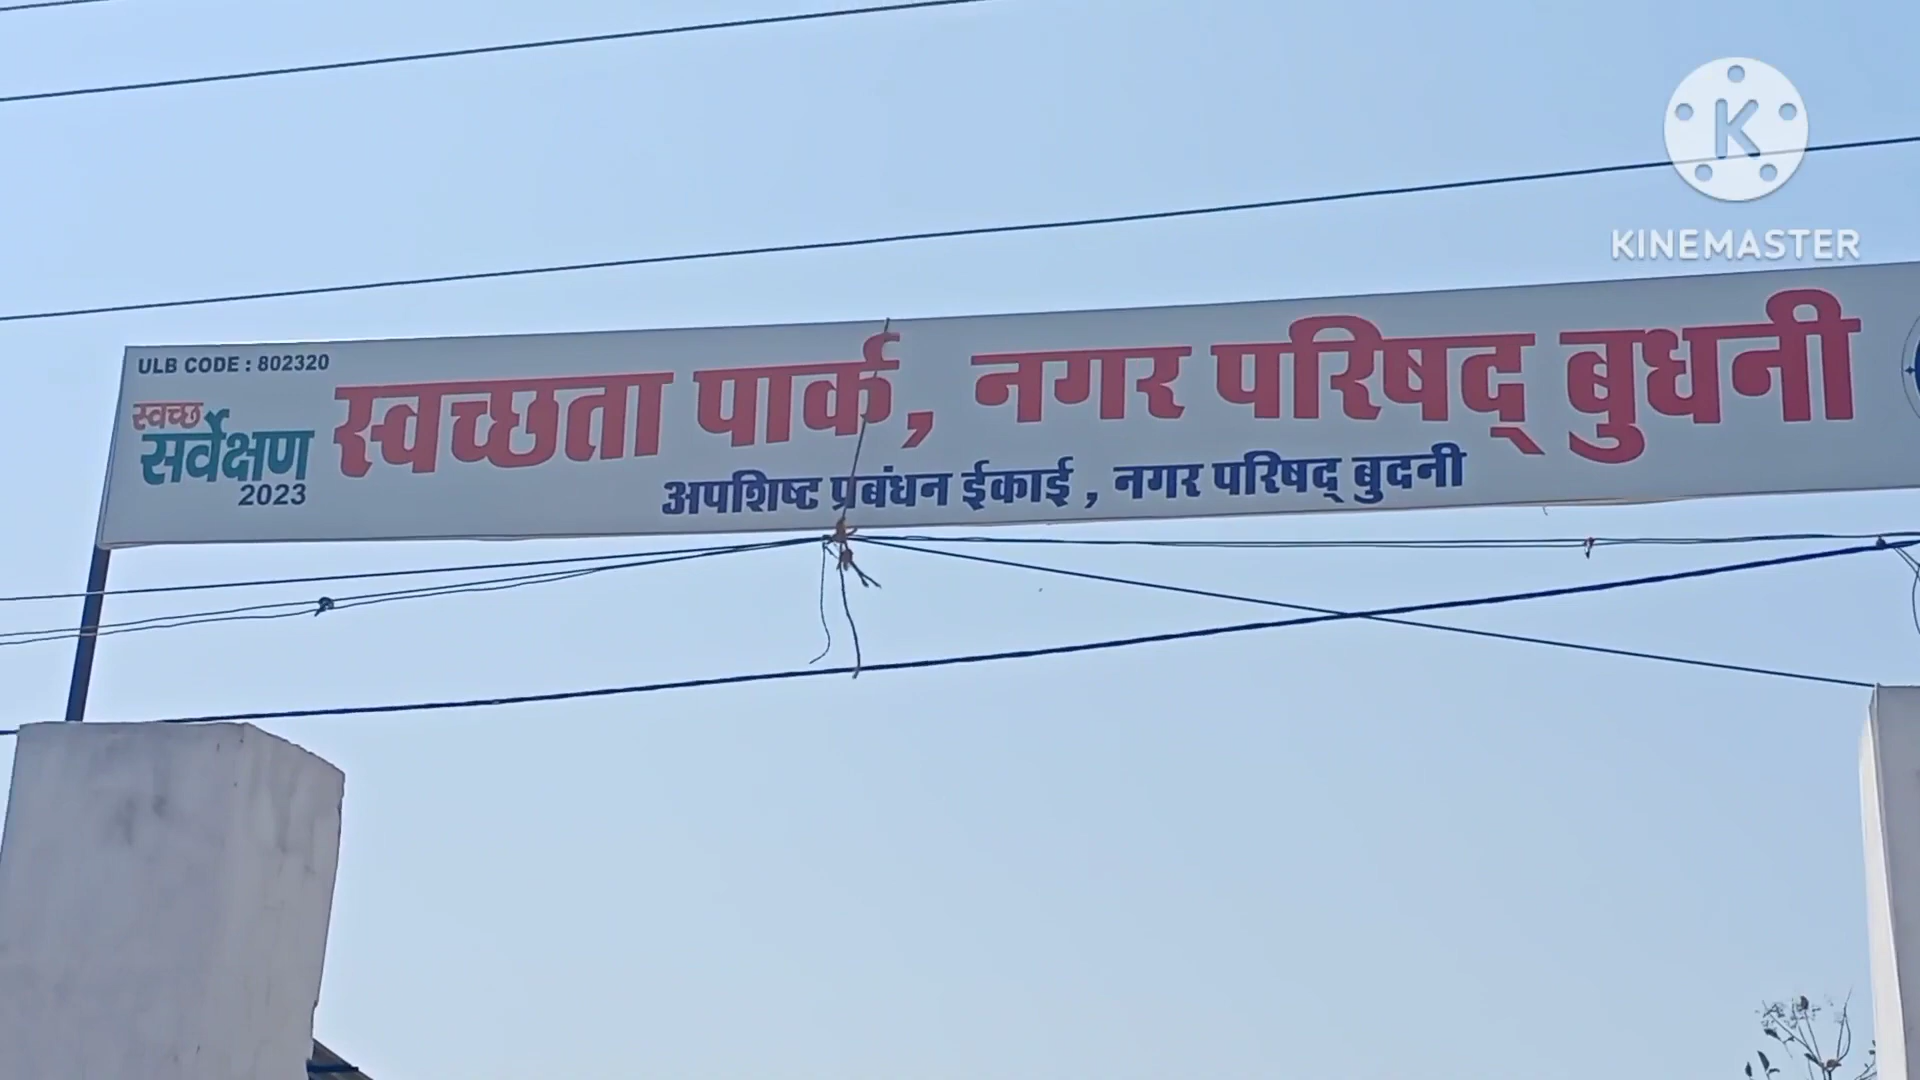 KINEMASTER
ULB CODE : 802320
स्वच्छ
सर्वेक्षण
2023
स्वच्छता पार्क, नगर परिषद् बुधनी
अपशिष्ट प्रबंधन ईकाई , नगर परिषद् बुदनी